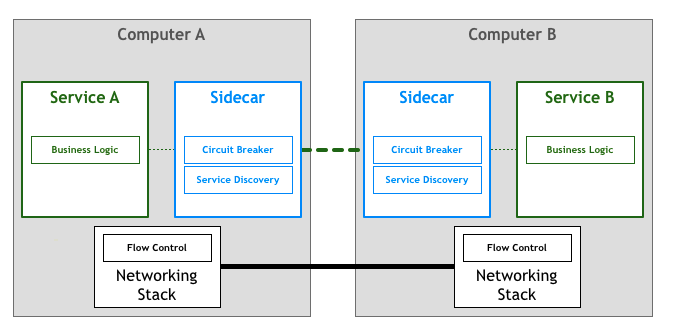 Computer A
Computer B
Service A
Sidecar
Sidecar
Service B
Business Logic
Circuit Breaker
Circuit Breaker
Business Logic
Service Discovery
Service Discovery
Flow Control
Flow Control
Networking
Stack
Networking
Stack